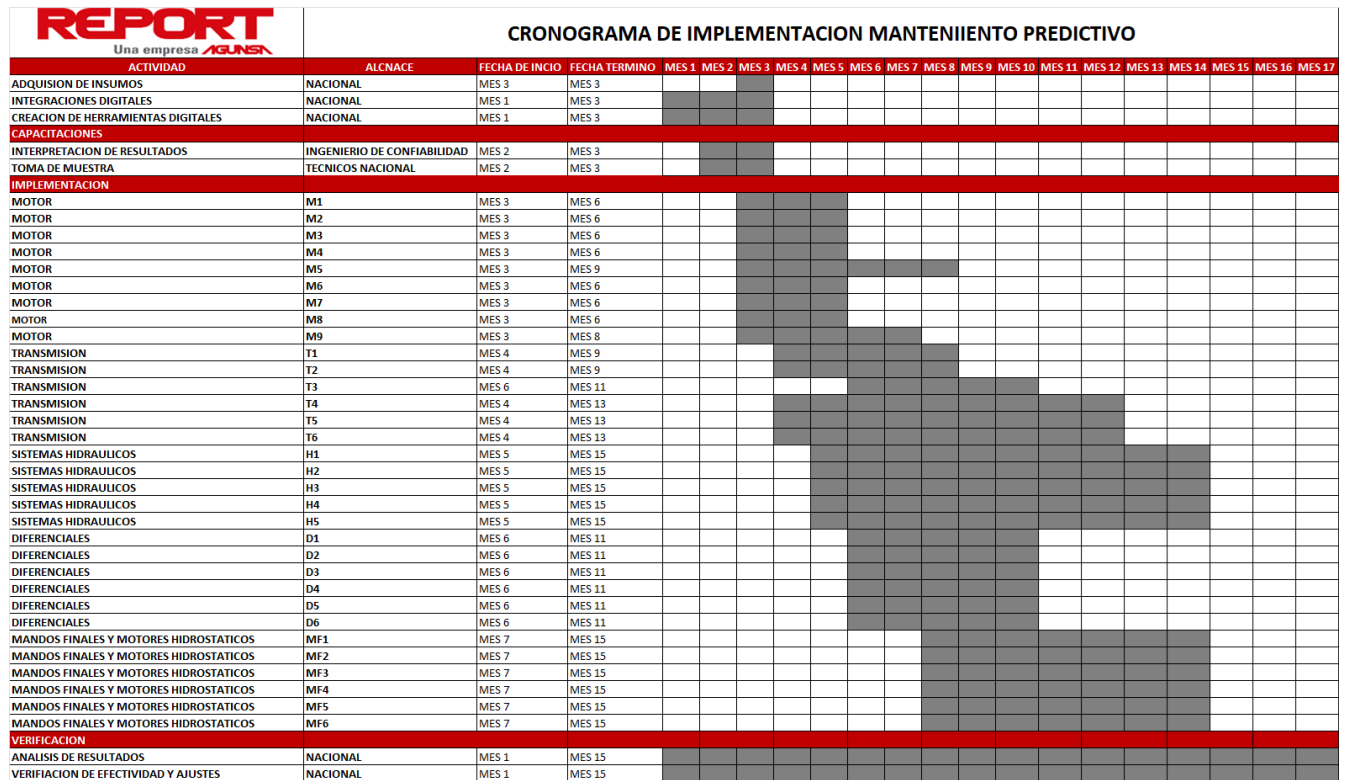 REPORT
Una empresa AGUNSA
CRONOGRAMA DE IMPLEMENTACION MANTENIIENTO PREDICTIVO
ACTIVIDAD ALCNACE FECHA DE INCIO FECHA TERMINO MES 1 MES 2 MES 3 MES 4 MES 5 MES 6 MES 7 MES 8 MES 9 MES 10 MES 11 MES 12 MES 13 MES 14 MES 15 MES 16 MES 17
ADQUISION DE INSUMOS NACIONAL MES 3 MES 3
INTEGRACIONES DIGITALES NACIONAL MES 1 MES 3
CREACION DE HERRAMIENTAS DIGITALES NACIONAL MES 1 MES 3
CAPACITACIONES
INTERPRETACION DE RESULTADOS INGENIERIO DE CONFIABILIDAD MES 2 MES 3
TOMA DE MUESTRA TECNICOS NACIONAL MES 2 MES 3
IMPLEMENTACION
MOTOR M1 MES 3 MES 6
MOTOR M2 MES 3 MES 6
MOTOR M3 MES 3 MES 6
MOTOR M4 MES 3 MES 6
MOTOR M5 MES 3 MES 9
MOTOR M6 MES 3 MES 6
MOTOR M7 MES 3 MES 6
MOTOR M8 MES 3 MES 6
MOTOR M9 MES 3 MES 8
TRANSMISION T1 MES 4 MES 9
TRANSMISION T2 MES 4 MES 9
TRANSMISION T3 MES 6 MES 11
TRANSMISION T4 MES 4 MES 13
TRANSMISION T5 MES 4 MES 13
TRANSMISION T6 MES 4 MES 13
SISTEMAS HIDRAULICOS H1 MES 5 MES 15
SISTEMAS HIDRAULICOS H2 MES 5 MES 15
SISTEMAS HIDRAULICOS H3 MES 5 MES 15
SISTEMAS HIDRAULICOS H4 MES 5 MES 15
SISTEMAS HIDRAULICOS H5 MES 5 MES 15
DIFERENCIALES D1 MES 6 MES 11
DIFERENCIALES D2 MES 6 MES 11
DIFERENCIALES D3 MES 6 MES 11
DIFERENCIALES D4 MES 6 MES 11
DIFERENCIALES D5 MES 6 MES 11
DIFERENCIALES D6 MES 6 MES 11
MANDOS FINALES Y MOTORES HIDROSTATICOS MF1 MES 7 MES 15
MANDOS FINALES Y MOTORES HIDROSTATICOS MF2 MES 7 MES 15
MANDOS FINALES Y MOTORES HIDROSTATICOS MF3 MES 7 MES 15
MANDOS FINALES Y MOTORES HIDROSTATICOS MF4 MES 7 MES 15
MANDOS FINALES Y MOTORES HIDROSTATICOS MF5 MES 7 MES 15
MANDOS FINALES Y MOTORES HIDROSTATICOS MF6 MES 7 MES 15
VERIFICACION
ANALISIS DE RESULTADOS NACIONAL MES 1 MES 15
VERIFIACION DE EFECTIVIDAD Y AJUSTES NACIONAL MES 1 MES 15